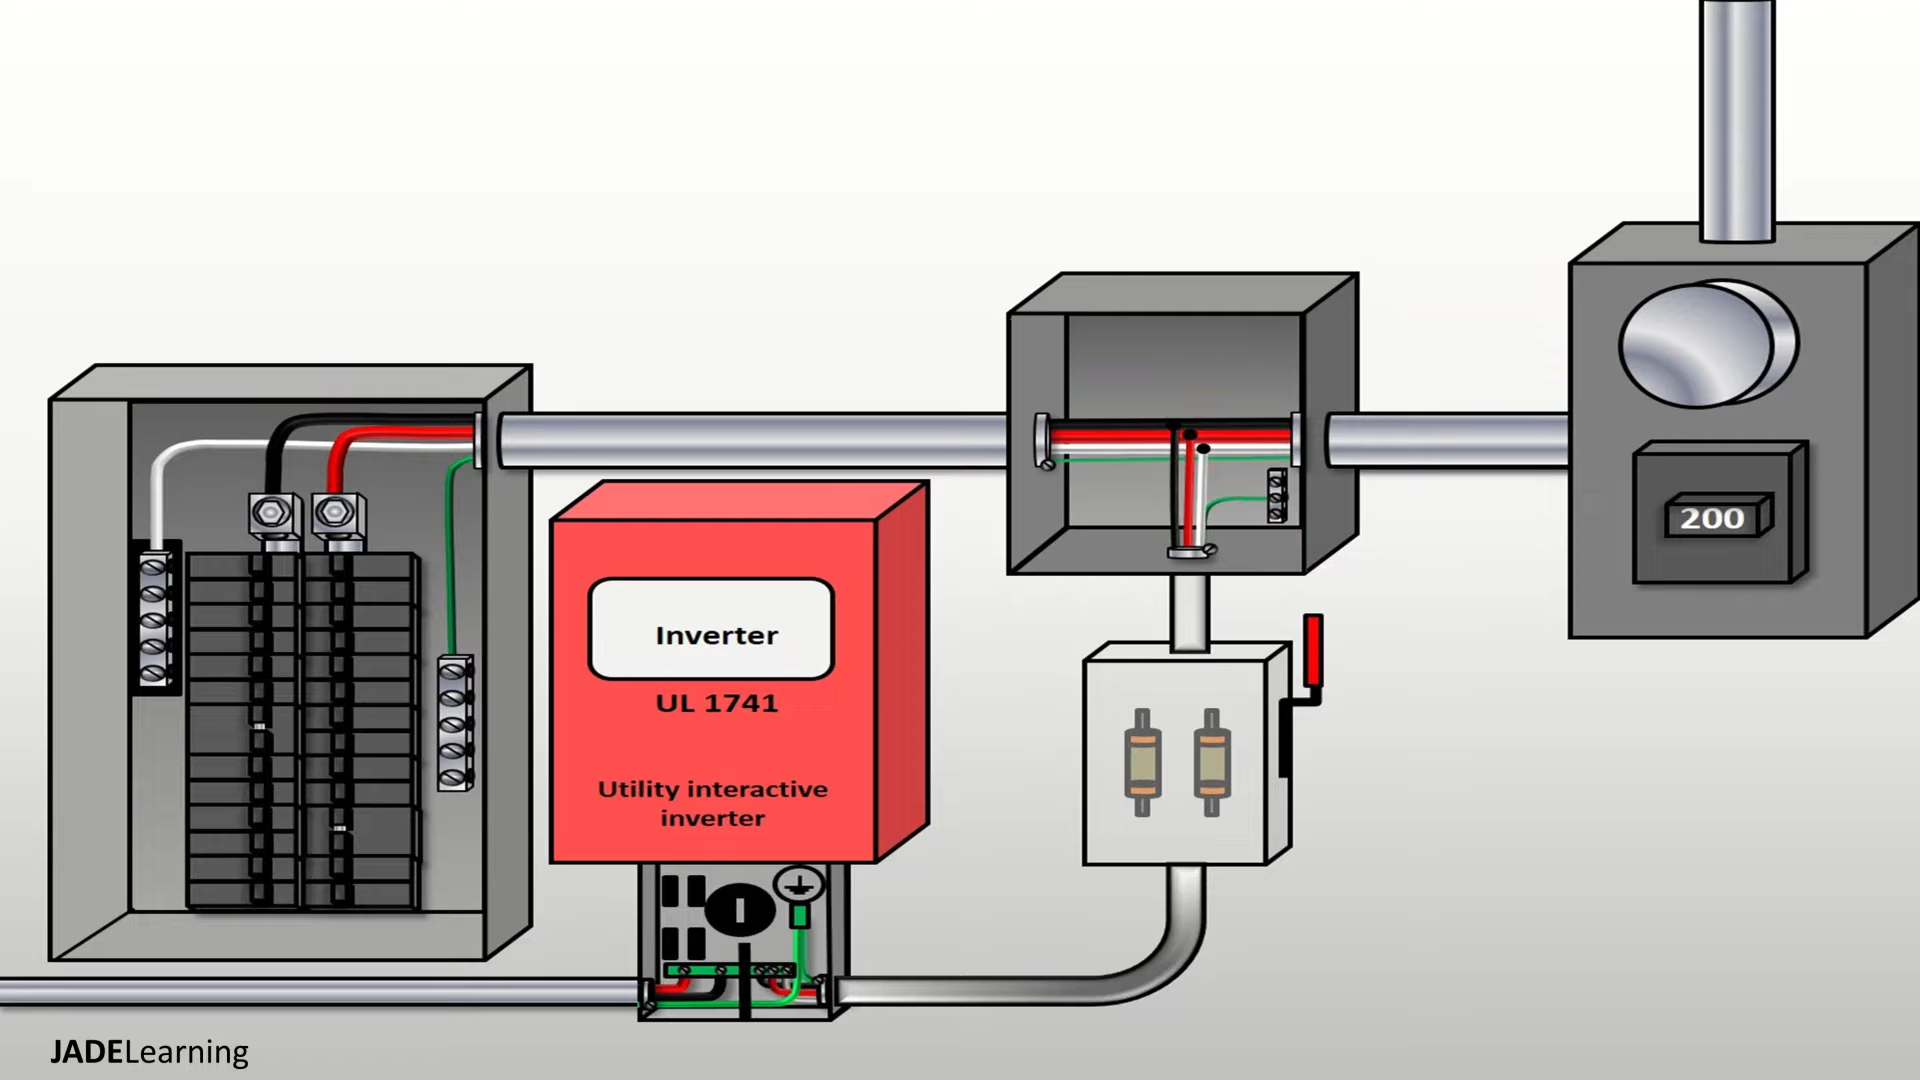 200
Inverter
UL 1741
Utility interactive
inverter
JADELearning